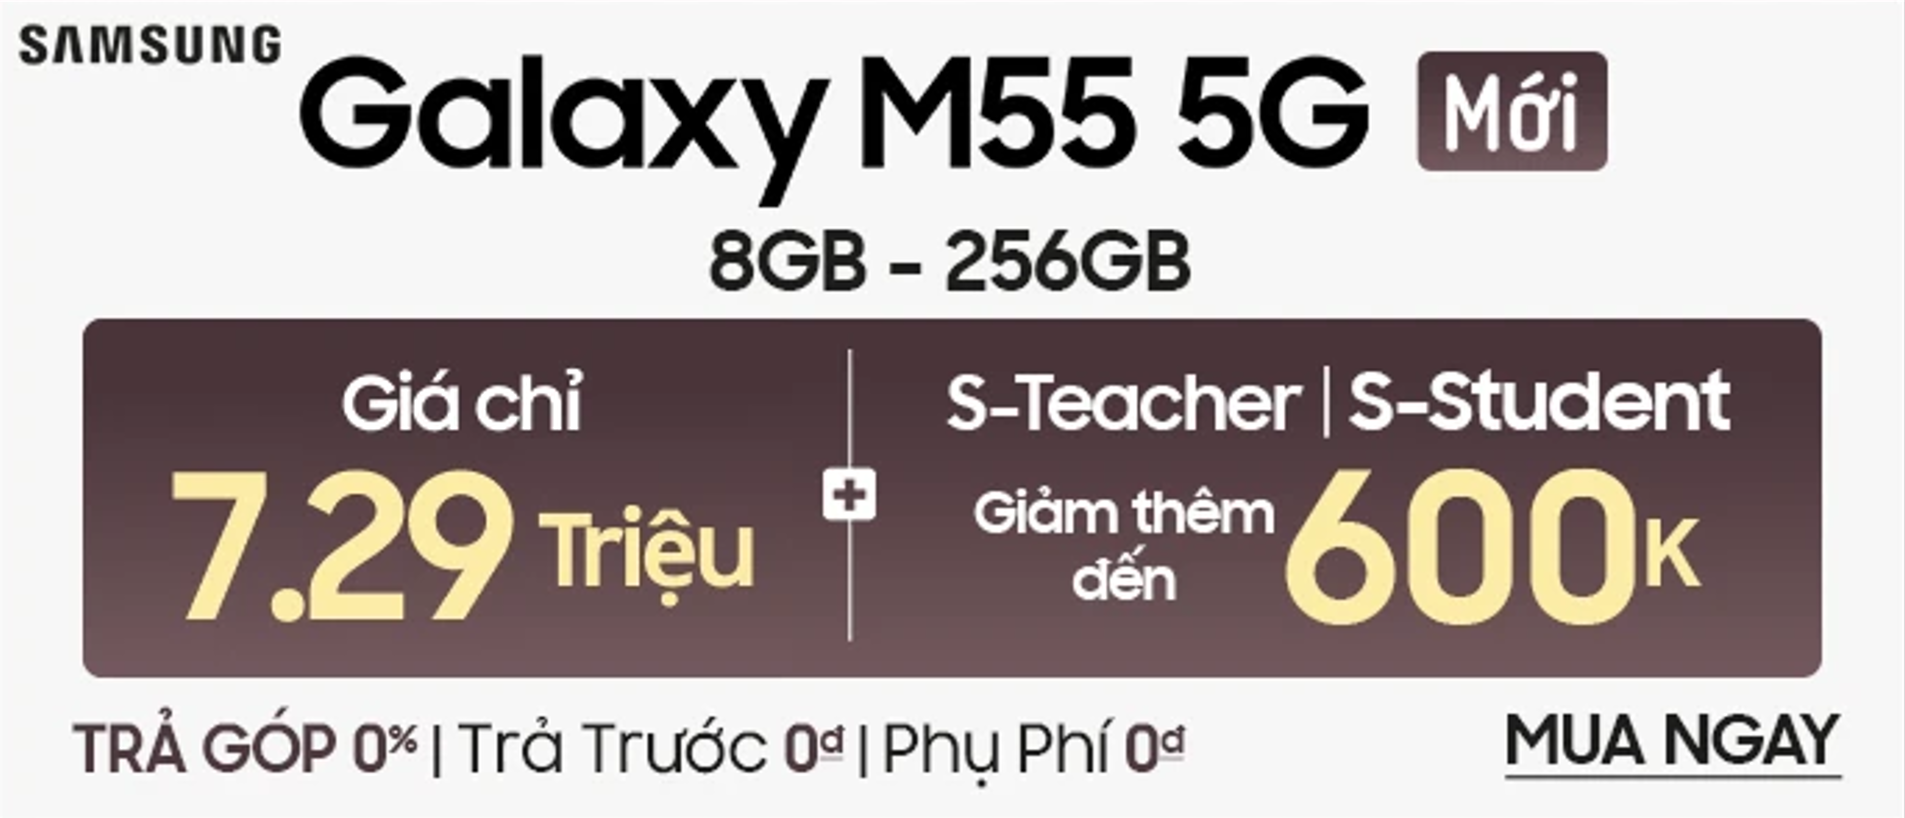 SAMSUNG
Galaxy M55 5G Mới
8GB - 256GB
Giá chỉ
7.29 Triệu
+
S-Teacher | S-Student
Giảm thêm đến 600K
TRẢ GÓP 0% | Trả Trước 0đ | Phụ Phí 0đ
MUA NGAY